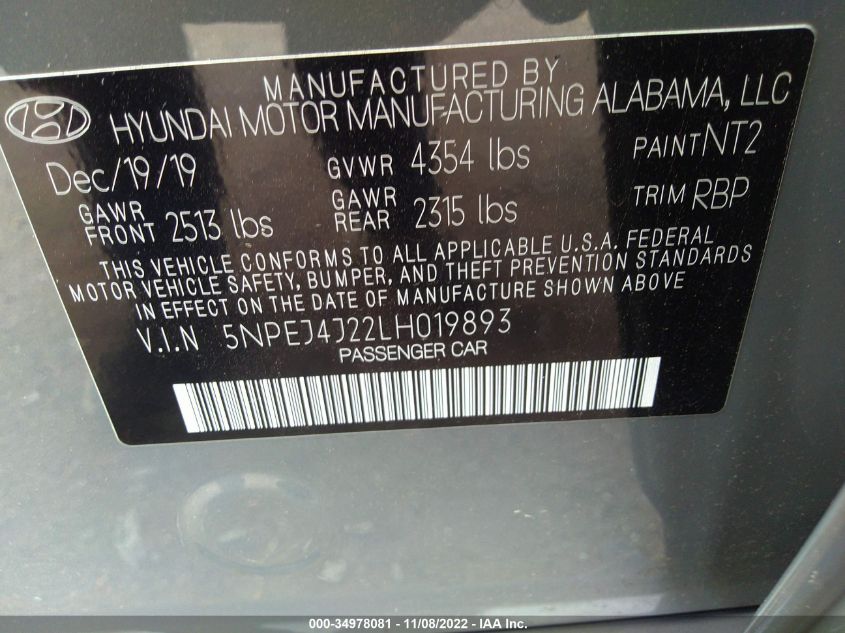 MANUFACTURED BY
HYUNDAI MOTOR MANUFACTURING ALABAMA, LLC
Dec/19/19 GVWR 4354 lbs PAINT NT2
GAWR FRONT 2513 lbs GAWR REAR 2315 lbs TRIM RBP
THIS VEHICLE CONFORMS TO ALL APPLICABLE U.S.A. FEDERAL
MOTOR VEHICLE SAFETY, BUMPER, AND THEFT PREVENTION STANDARDS
IN EFFECT ON THE DATE OF MANUFACTURE SHOWN ABOVE
V.I.N 5NPEJ4J22LH019893
PASSENGER CAR
000-34978081 - 11/08/2022 - IAA Inc.